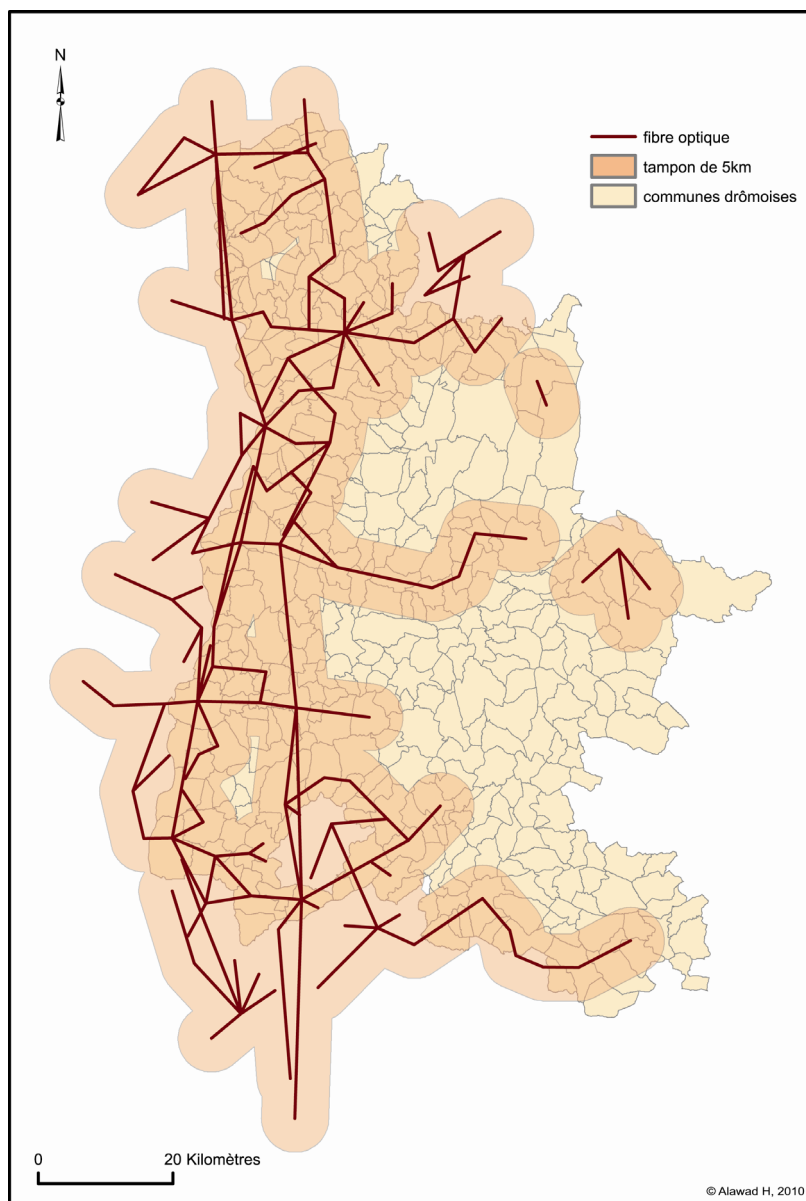 N
fibre optique
tampon de 5km
communes drômoises
0 20 Kilomètres
© Alawad H, 2010